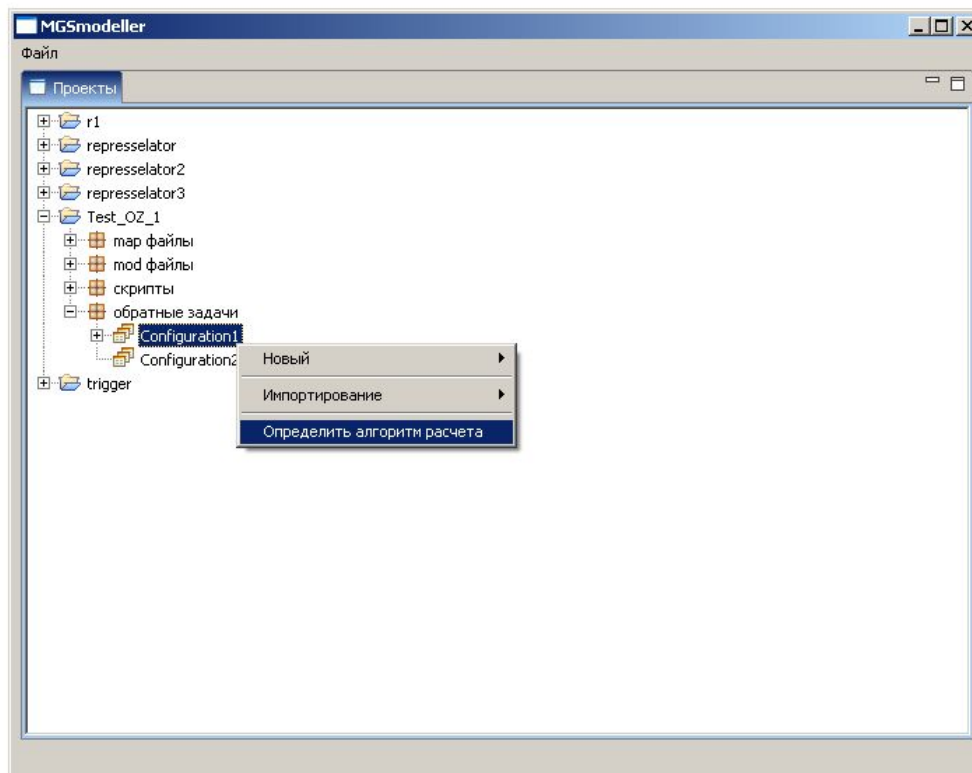 MGSmodeller
Файл
Проекты
r1
represselator
represselator2
represselator3
Test_OZ_1
map файлы
mod файлы
скрипты
обратные задачи
Configuration1
Configuration2
trigger
Новый
Импортирование
Определить алгоритм расчета